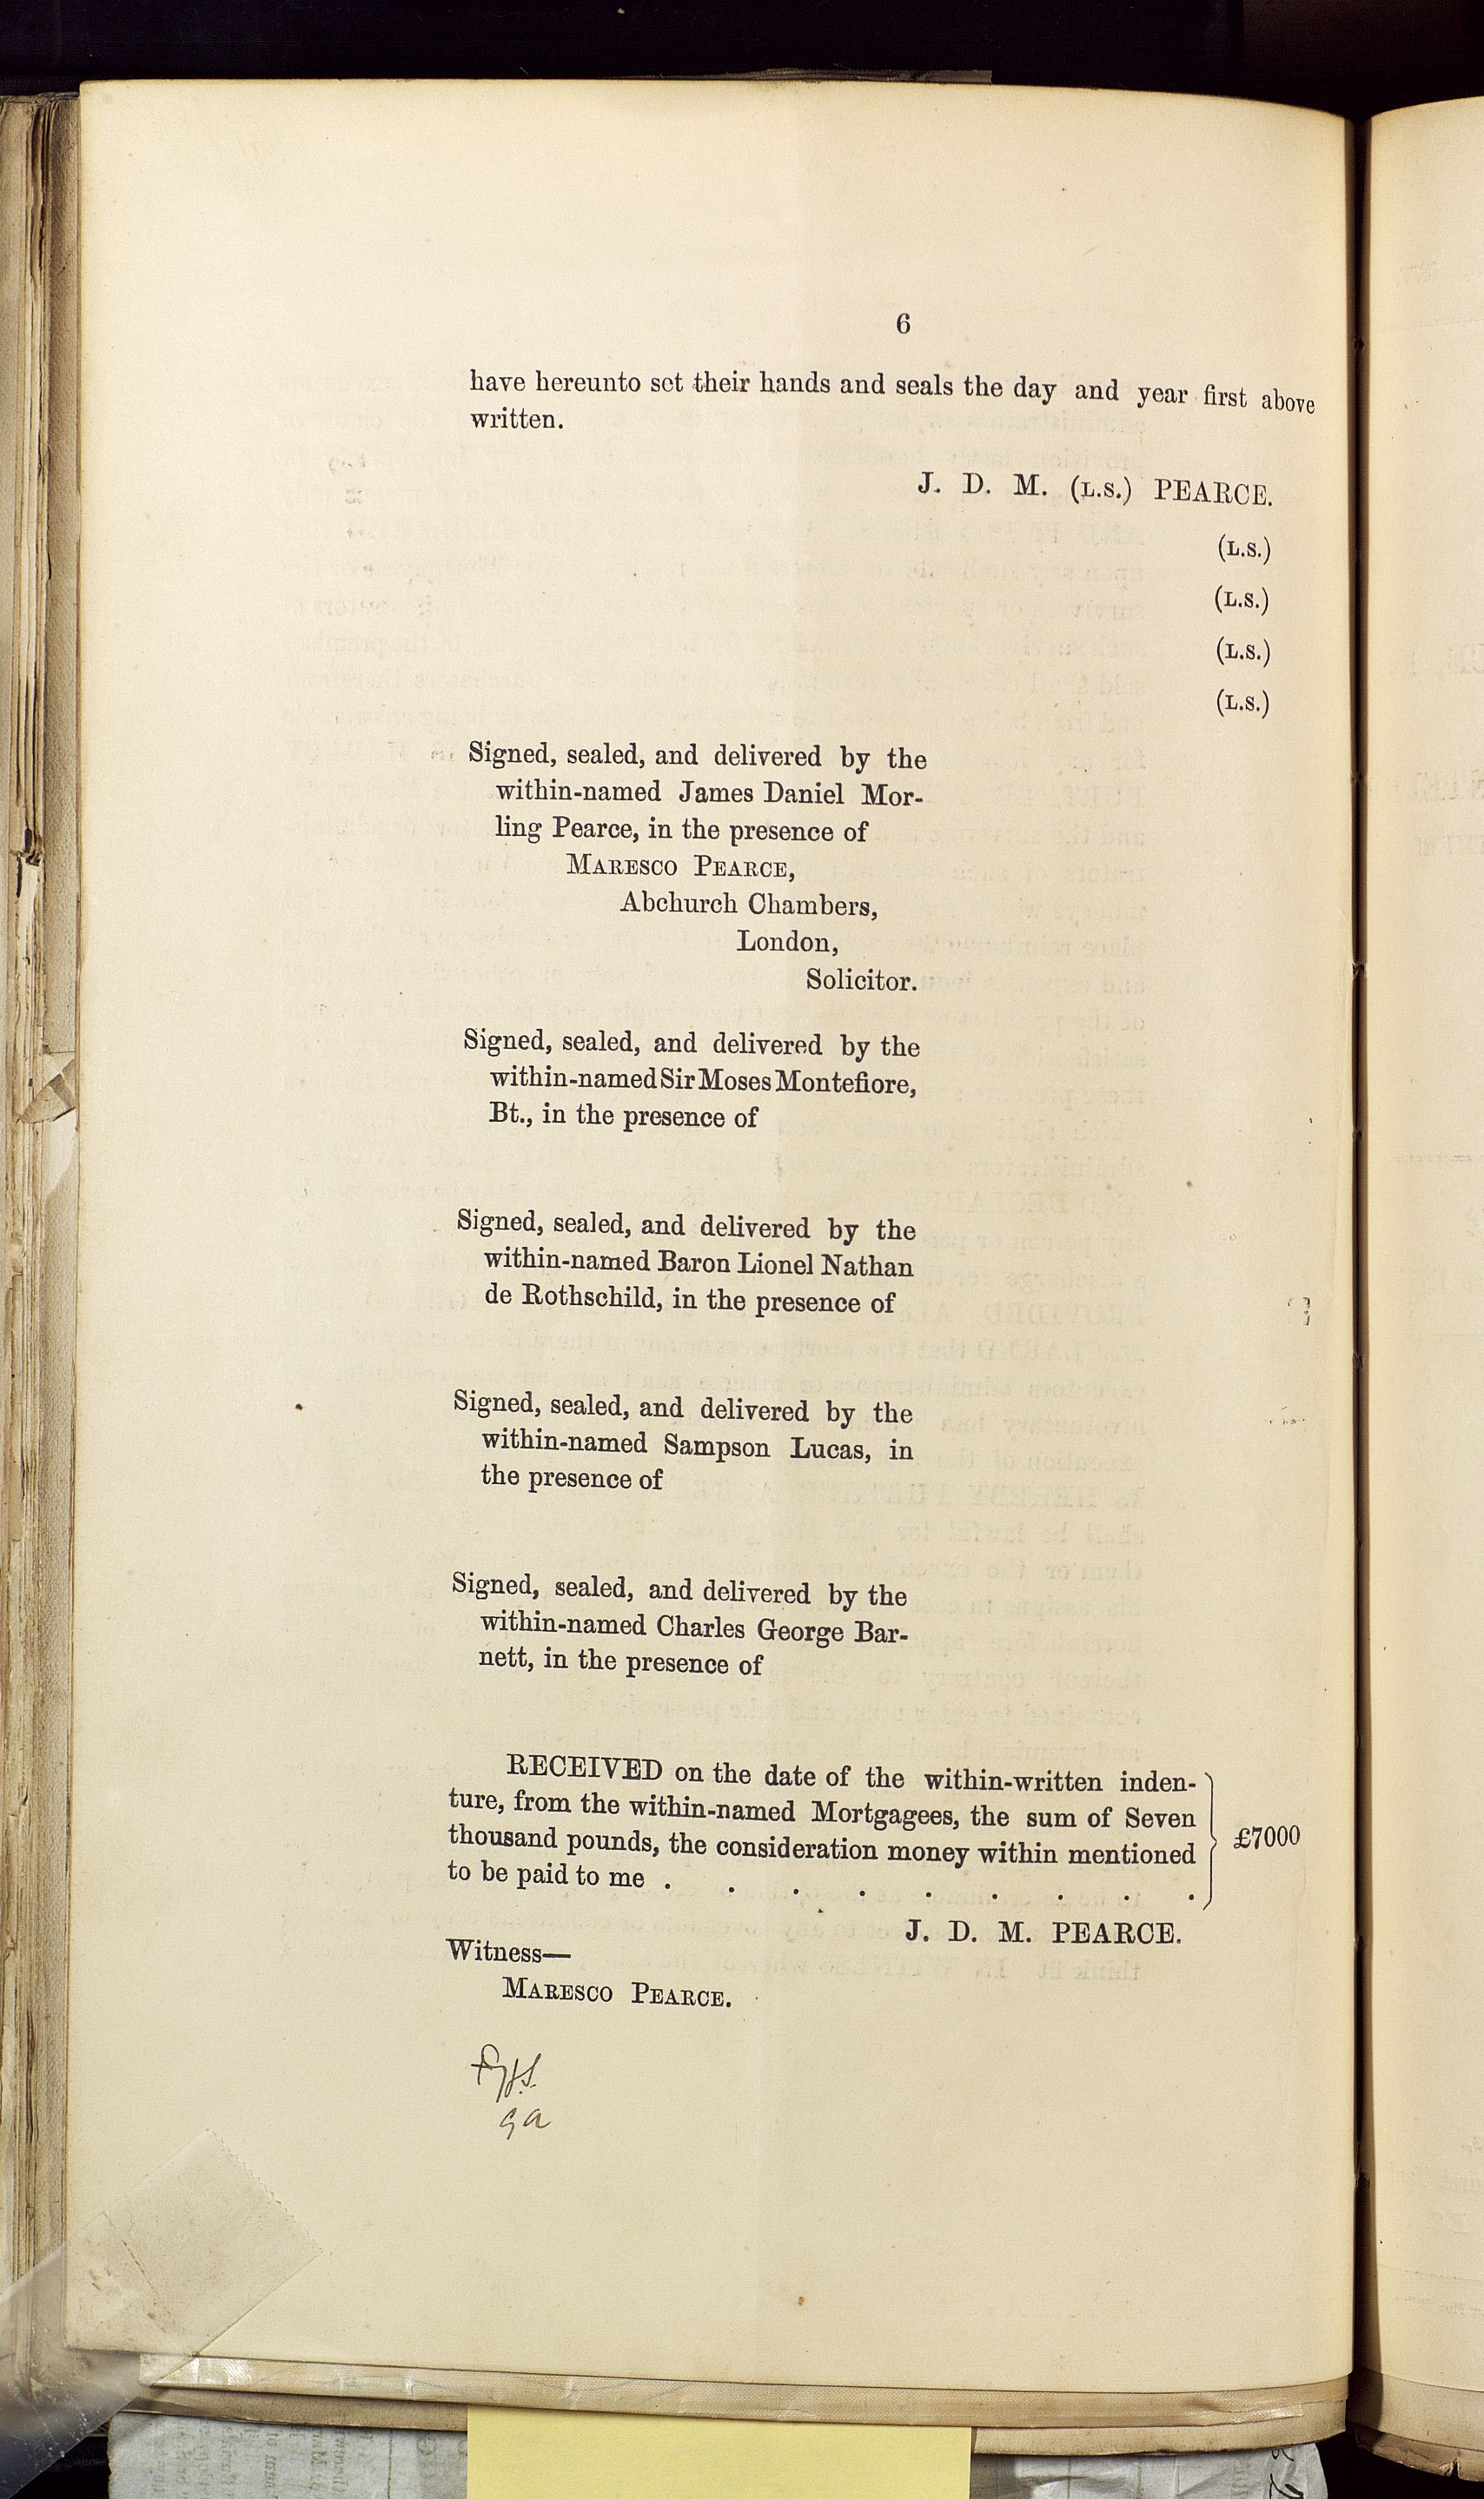 6
have hereunto set their hands and seals the day and year first above
written.
J. D. M. (L.S.) PEARCE.
(L.S.)
(L.S.)
(L.S.)
(L.S.)
Signed, sealed, and delivered by the
within-named James Daniel Mor-
ling Pearce, in the presence of
MARESCO PEARCE,
Abchurch Chambers,
London,
Solicitor.
Signed, sealed, and delivered by the
within-named Sir Moses Montefiore,
Bt., in the presence of
Signed, sealed, and delivered by the
within-named Baron Lionel Nathan
de Rothschild, in the presence of
Signed, sealed, and delivered by the
within-named Sampson Lucas, in
the presence of
Signed, sealed, and delivered by the
within-named Charles George Bar-
nett, in the presence of
RECEIVED on the date of the within-written inden-
ture, from the within-named Mortgagees, the sum of Seven
thousand pounds, the consideration money within mentioned
to be paid to me . . . . . . . . .
£7000
J. D. M. PEARCE.
Witness—
MARESCO PEARCE.